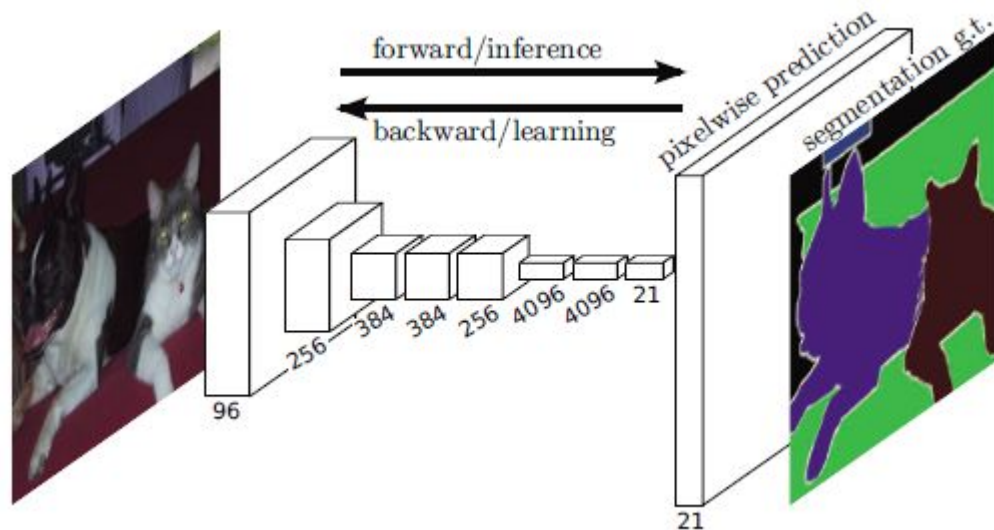 forward/inference
backward/learning
pixelwise prediction
segmentation g.t.
96
256
384
384
256
4096
4096
21
21